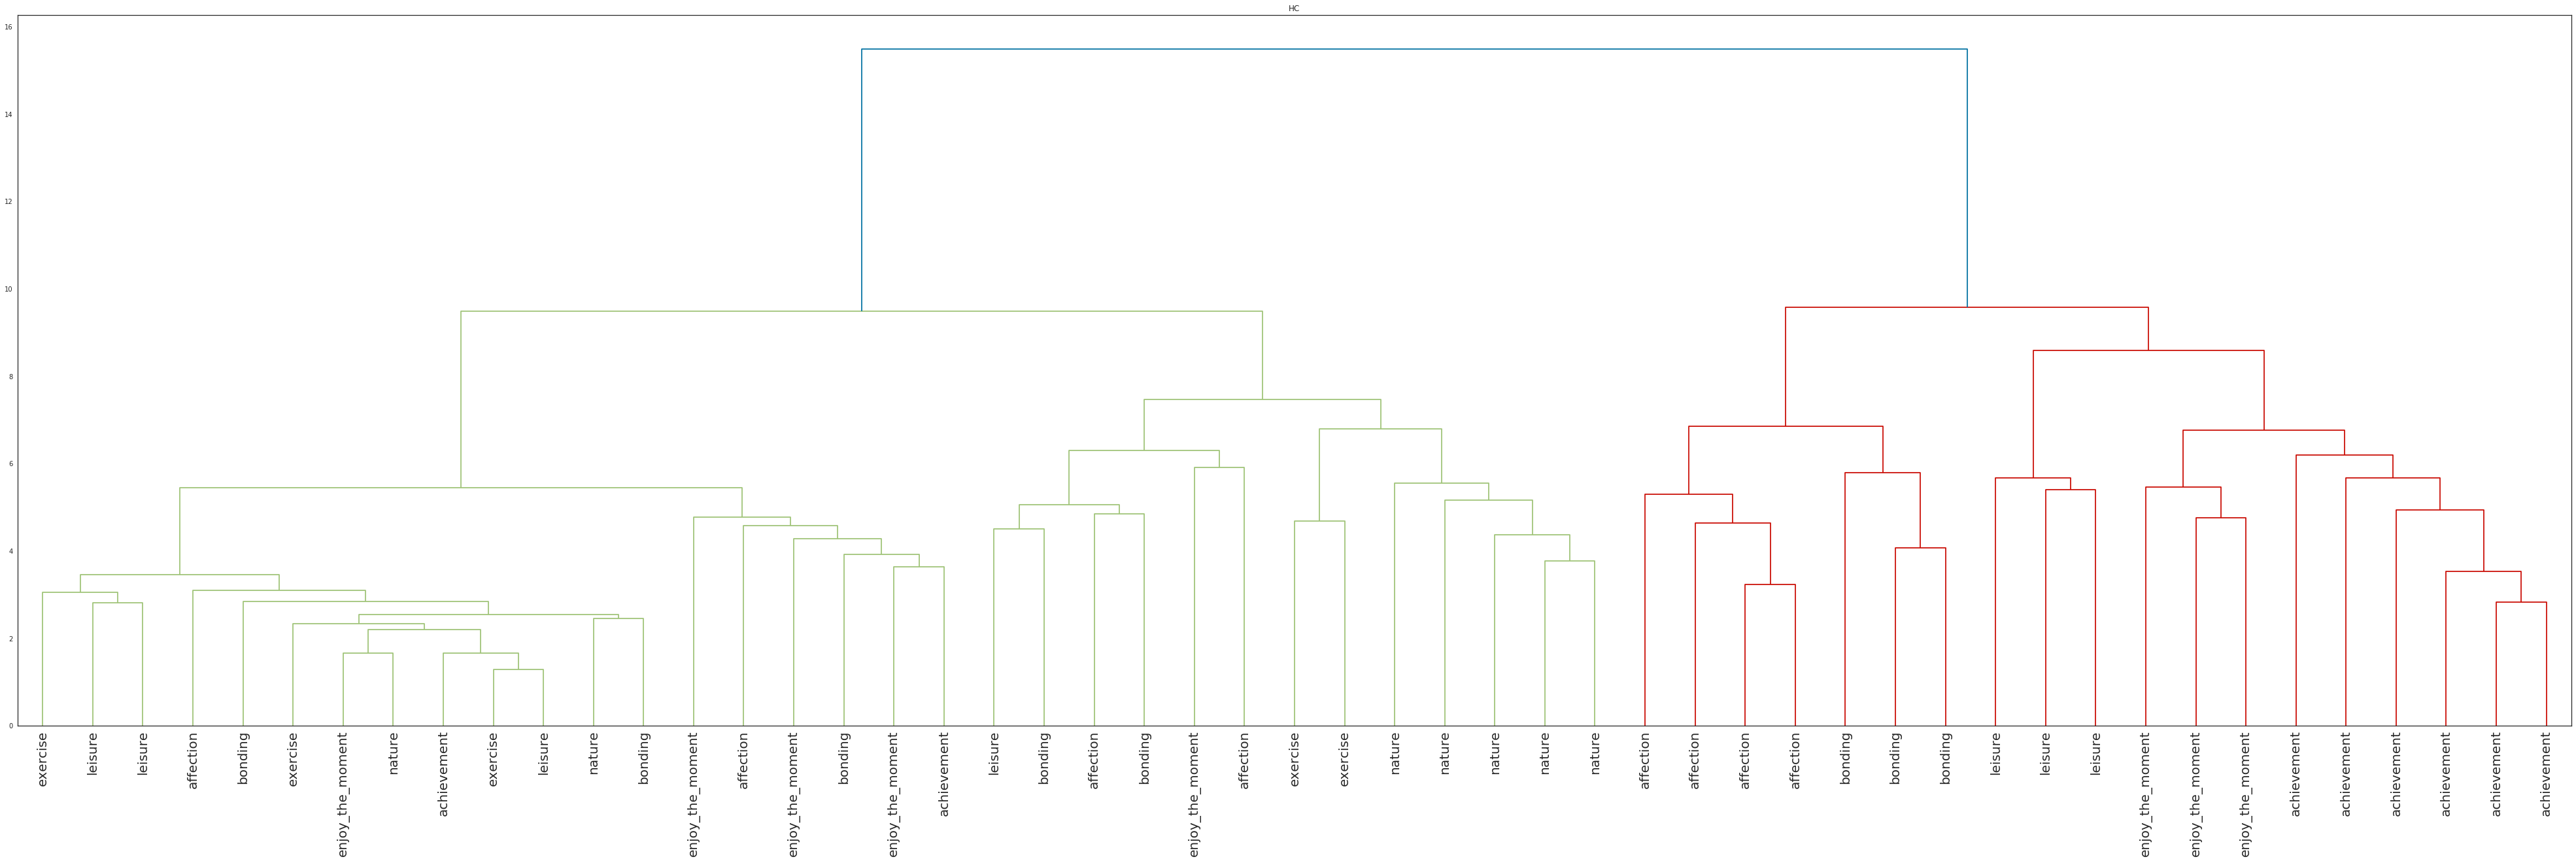 HC
16
14
12
10
8
6
4
2
0
exercise
leisure
leisure
affection
bonding
exercise
enjoy_the_moment
nature
achievement
exercise
leisure
nature
bonding
enjoy_the_moment
affection
enjoy_the_moment
bonding
enjoy_the_moment
achievement
leisure
bonding
affection
bonding
enjoy_the_moment
affection
exercise
exercise
nature
nature
nature
nature
nature
affection
affection
affection
affection
bonding
bonding
bonding
leisure
leisure
leisure
enjoy_the_moment
enjoy_the_moment
enjoy_the_moment
achievement
achievement
achievement
achievement
achievement
achievement